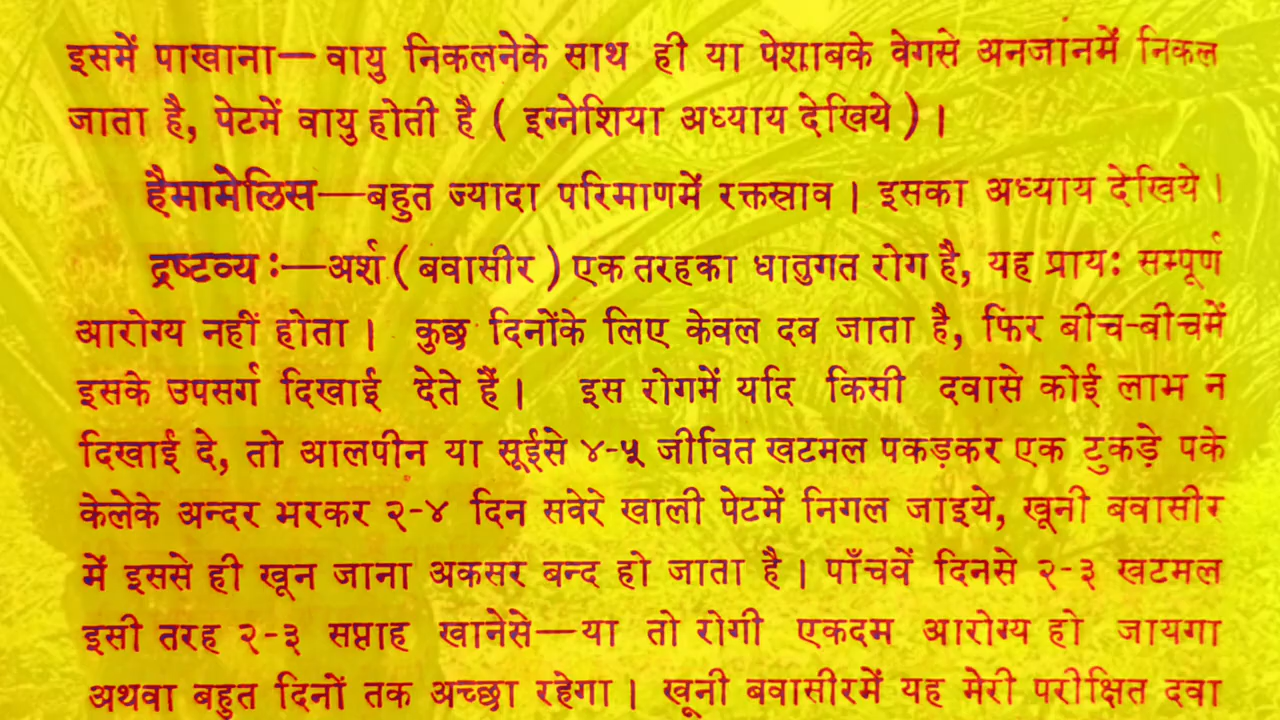 इसमें पाखाना—वायु निकलनेके साथ ही या पेशाबके वेगसे अनजानमें निकल
जाता है, पेटमें वायु होती है ( इग्नेशिया अध्याय देखिये ) ।
हैमामेलिस—बहुत ज्यादा परिमाणमें रक्तस्राव । इसका अध्याय देखिये ।
द्रष्टव्य :—अर्श ( बवासीर ) एक तरहका धातुगत रोग है, यह प्राय: सम्पूर्ण
आरोग्य नहीं होता । कुछ दिनोंके लिए केवल दब जाता है, फिर बीच-बीचमें
इसके उपसर्ग दिखाई देते हैं । इस रोगमें यदि किसी दवासे कोई लाभ न
दिखाई दे, तो आलपीन या सूईसे ४-५ जीवित खटमल पकड़कर एक टुकड़े पके
केलेके अन्दर भरकर २-४ दिन सवेरे खाली पेटमें निगल जाइये, खूनी बवासीर
में इससे ही खून जाना अकसर बन्द हो जाता है । पाँचवें दिनसे २-३ खटमल
इसी तरह २-३ सप्ताह खानेसे—या तो रोगी एकदम आरोग्य हो जायगा
अथवा बहुत दिनों तक अच्छा रहेगा । खूनी बवासीरमें यह मेरी परीक्षित दवा